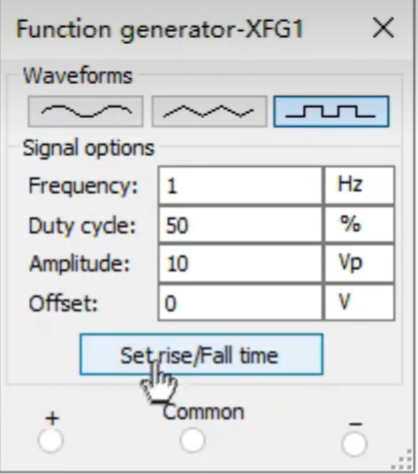 Function generator-XFG1
Waveforms
Signal options
Frequency: 1 Hz
Duty cycle: 50 %
Amplitude: 10 Vp
Offset: 0 V
Set rise/Fall time
+ Common −